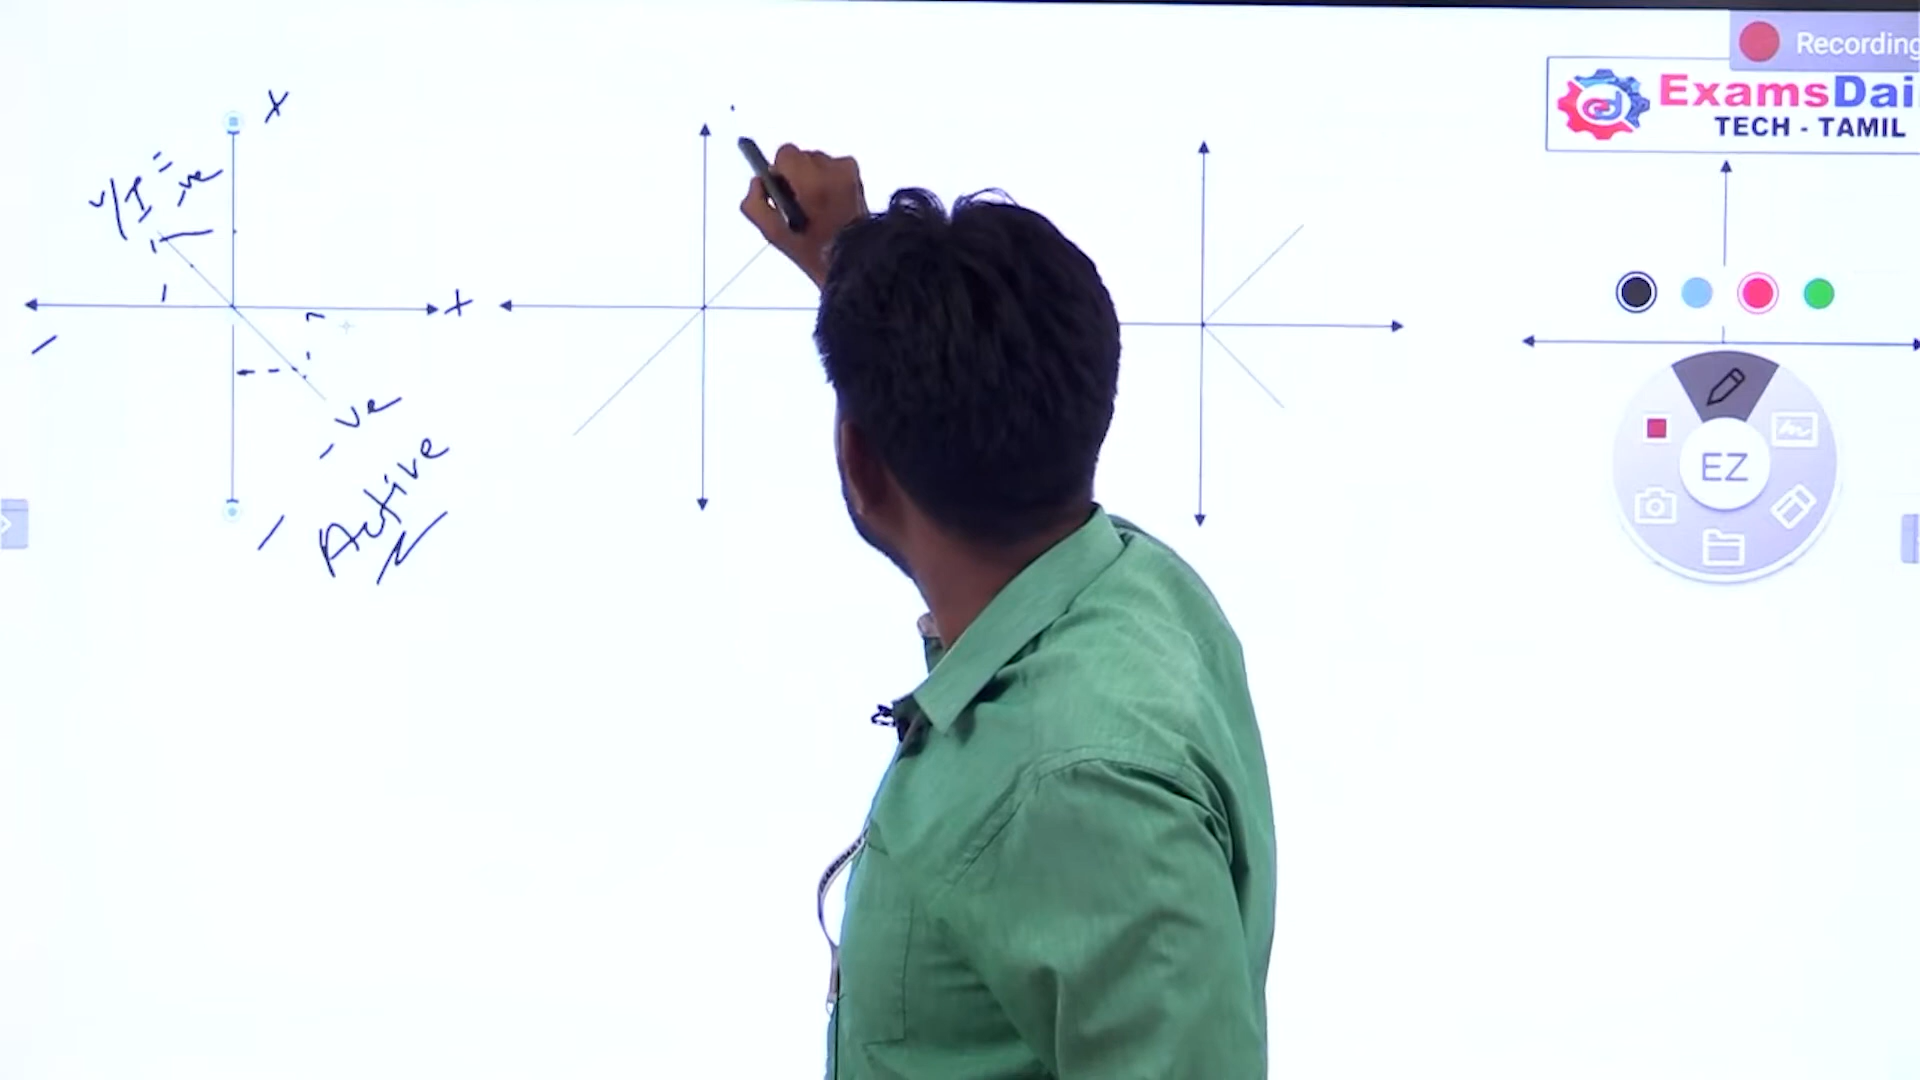 Recording
ExamsDai
TECH - TAMIL
x
V/I = -ve
+
-
-ve
-
Active
EZ